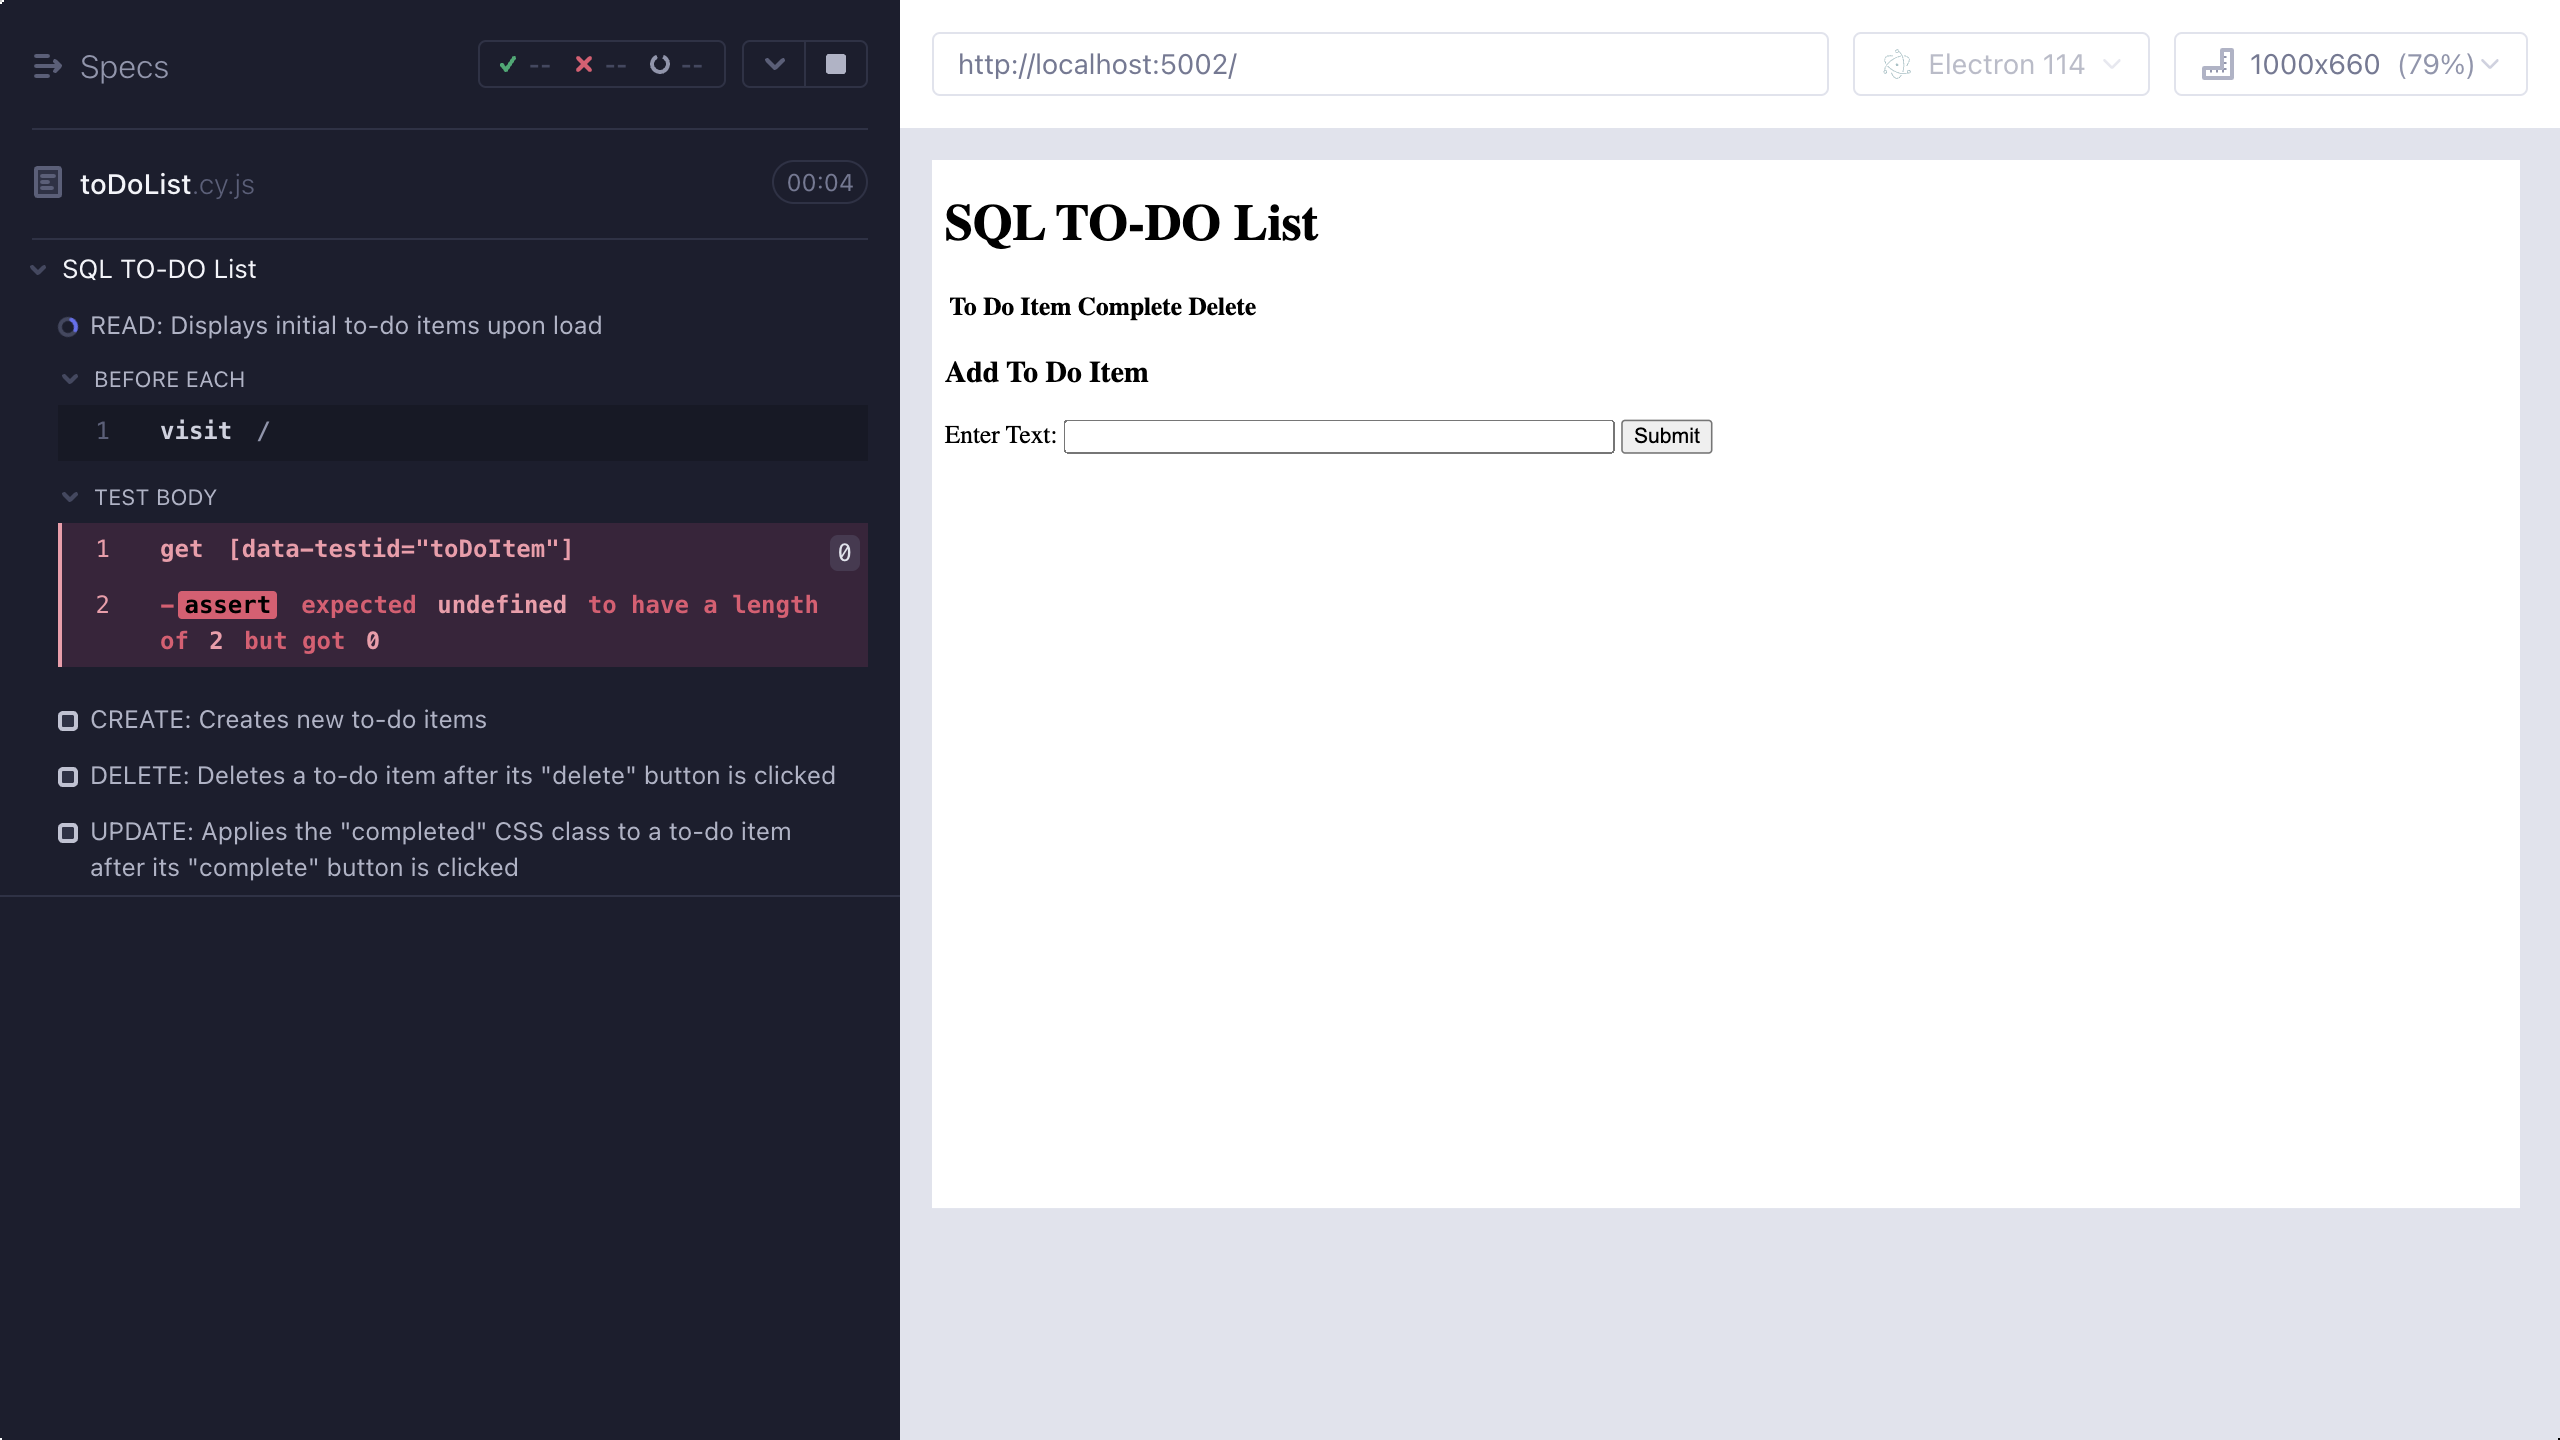 Specs
-- -- --
toDoList.cy.js
00:04
SQL TO-DO List
READ: Displays initial to-do items upon load
BEFORE EACH
1 visit /
TEST BODY
1 get [data-testid="toDoItem"] 0
2 -assert expected undefined to have a length
of 2 but got 0
CREATE: Creates new to-do items
DELETE: Deletes a to-do item after its "delete" button is clicked
UPDATE: Applies the "completed" CSS class to a to-do item
after its "complete" button is clicked
http://localhost:5002/
Electron 114
1000x660 (79%)
SQL TO-DO List
To Do Item Complete Delete
Add To Do Item
Enter Text: Submit